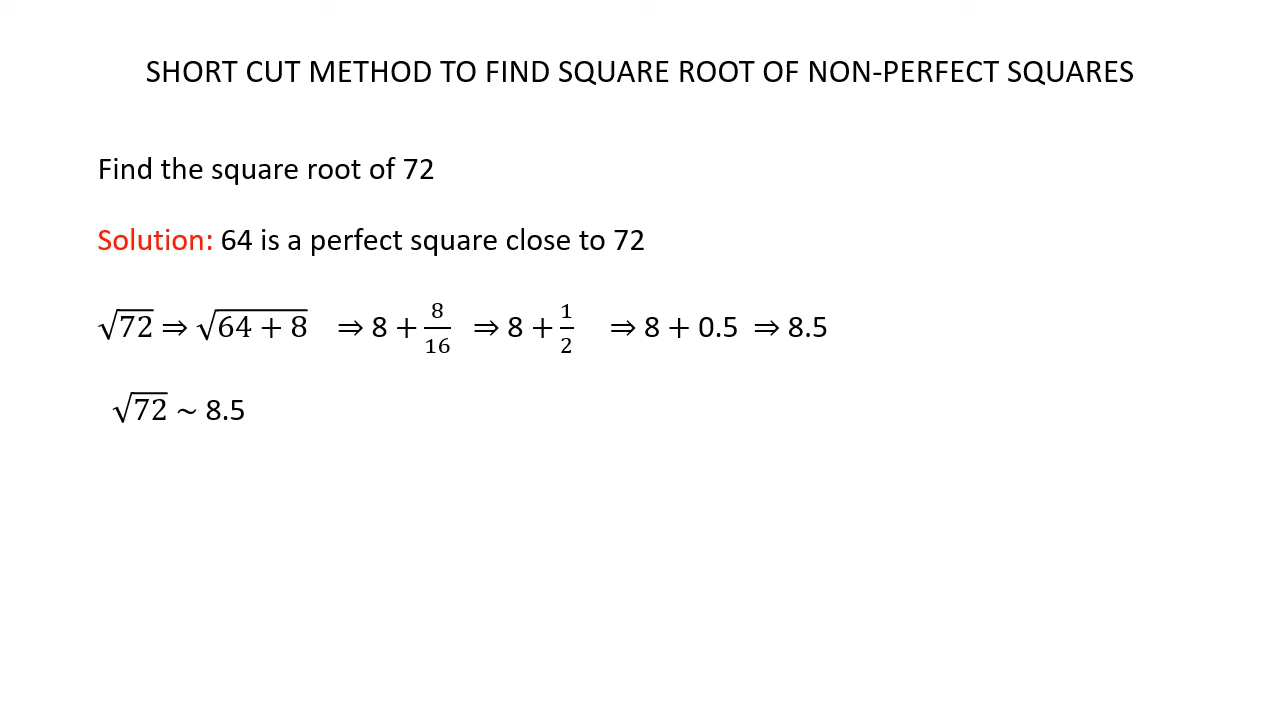 SHORT CUT METHOD TO FIND SQUARE ROOT OF NON-PERFECT SQUARES
Find the square root of 72
Solution: 64 is a perfect square close to 72
√72 ⇒ √(64 + 8) ⇒ 8 + 8/16 ⇒ 8 + 1/2 ⇒ 8 + 0.5 ⇒ 8.5
√72 ~ 8.5